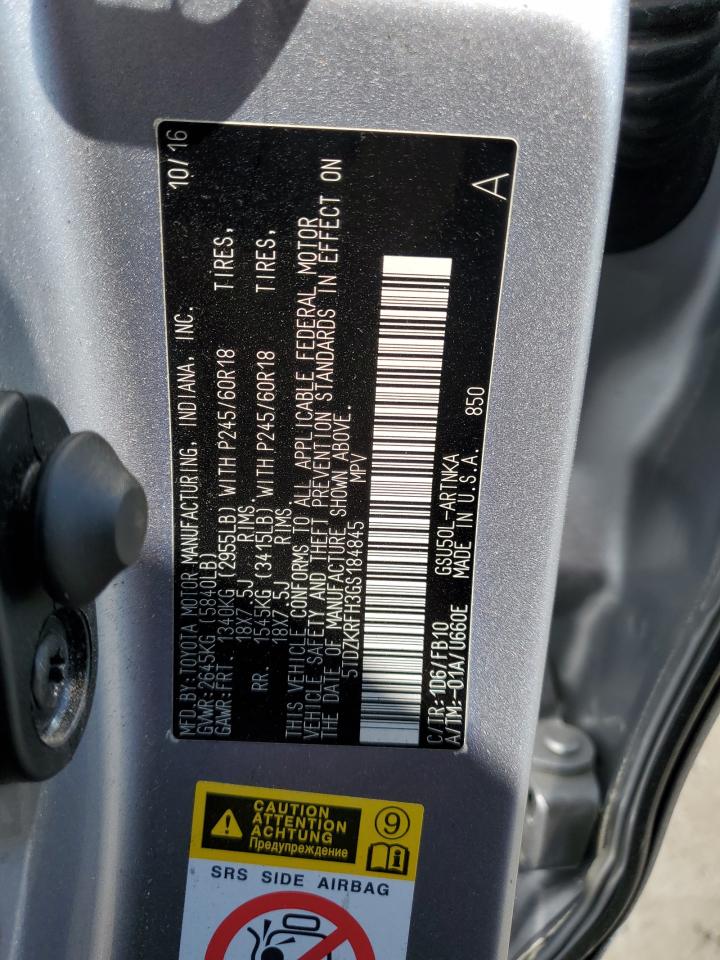 MFD.BY:TOYOTA MOTOR MANUFACTURING, INDIANA, INC. 10/16
GVWR:2645KG (5840LB)
GAWR:FRT. 1340KG (2955LB) WITH P245/60R18 TIRES,
18X7.5J RIMS.
RR. 1545KG (3415LB) WITH P245/60R18 TIRES,
18X7.5J RIMS.
THIS VEHICLE CONFORMS TO ALL APPLICABLE FEDERAL MOTOR
VEHICLE SAFETY AND THEFT PREVENTION STANDARDS IN EFFECT ON
THE DATE OF MANUFACTURE SHOWN ABOVE.
5TDZKRFH3GS184845 MPV
C/TR:1D6/FB10 GSU50L-ARTNKA
A/TM:-01A/U660E MADE IN U.S.A. 850 A
CAUTION
ATTENTION
ACHTUNG
Предупреждение
9
i
SRS SIDE AIRBAG